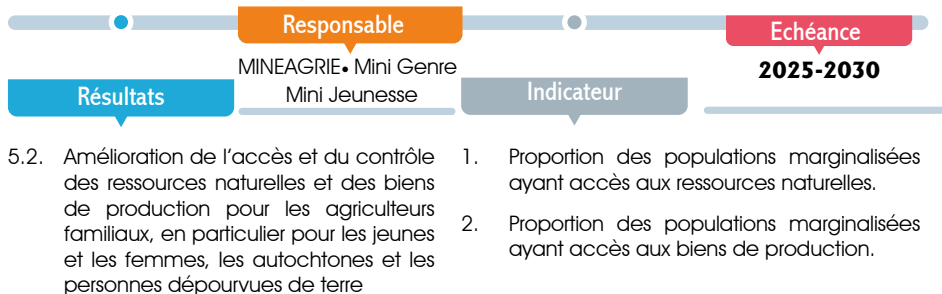 Responsable
Echéance
MINEAGRIE• Mini Genre
Mini Jeunesse
2025-2030
Résultats
Indicateur
5.2. Amélioration de l'accès et du contrôle
des ressources naturelles et des biens
de production pour les agriculteurs
familiaux, en particulier pour les jeunes
et les femmes, les autochtones et les
personnes dépourvues de terre
1. Proportion des populations marginalisées
ayant accès aux ressources naturelles.
2. Proportion des populations marginalisées
ayant accès aux biens de production.